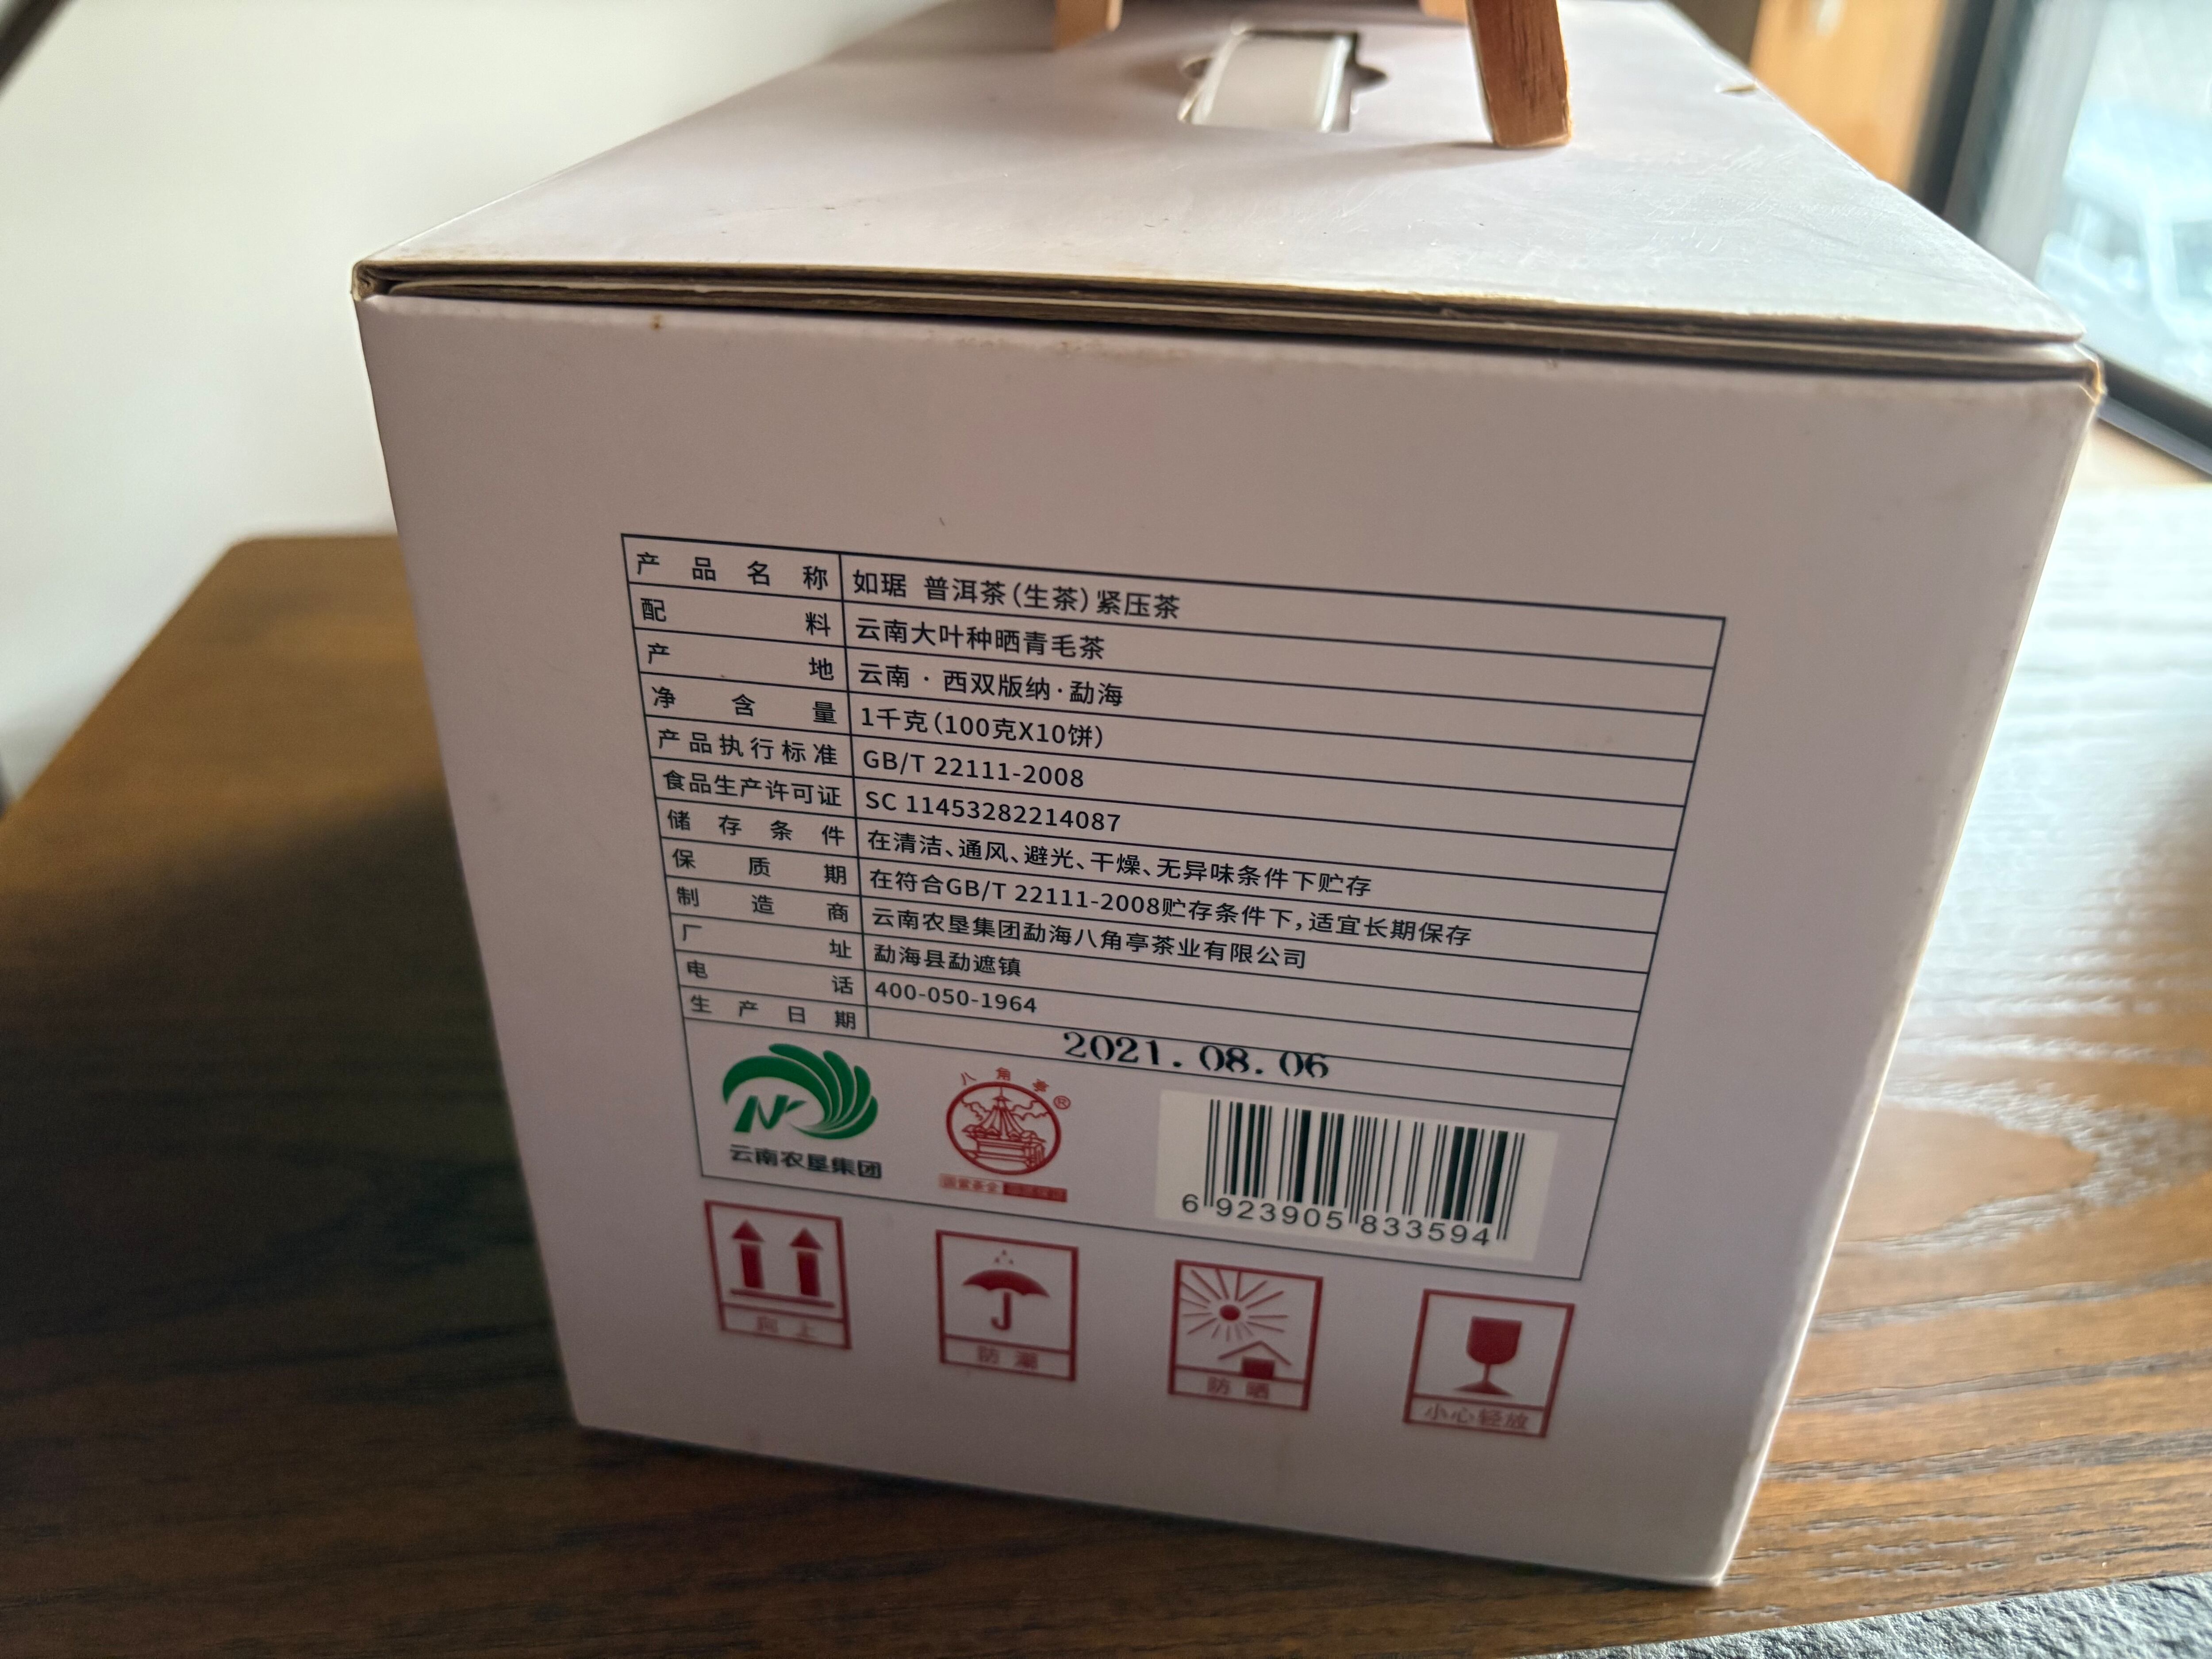 产品名称 如琚 普洱茶(生茶)紧压茶
配料 云南大叶种晒青毛茶
产地 云南·西双版纳·勐海
净含量 1千克(100克X10饼)
产品执行标准 GB/T 22111-2008
食品生产许可证 SC 11453282214087
储存条件 在清洁、通风、避光、干燥、无异味条件下贮存
保质期 在符合GB/T 22111-2008贮存条件下,适宜长期保存
制造商 云南农垦集团勐海八角亭茶业有限公司
厂址 勐海县勐遮镇
电话 400-050-1964
生产日期 2021.08.06
NK
云南农垦集团
八角亭®
6 923905 833594
向上
防潮
防晒
小心轻放